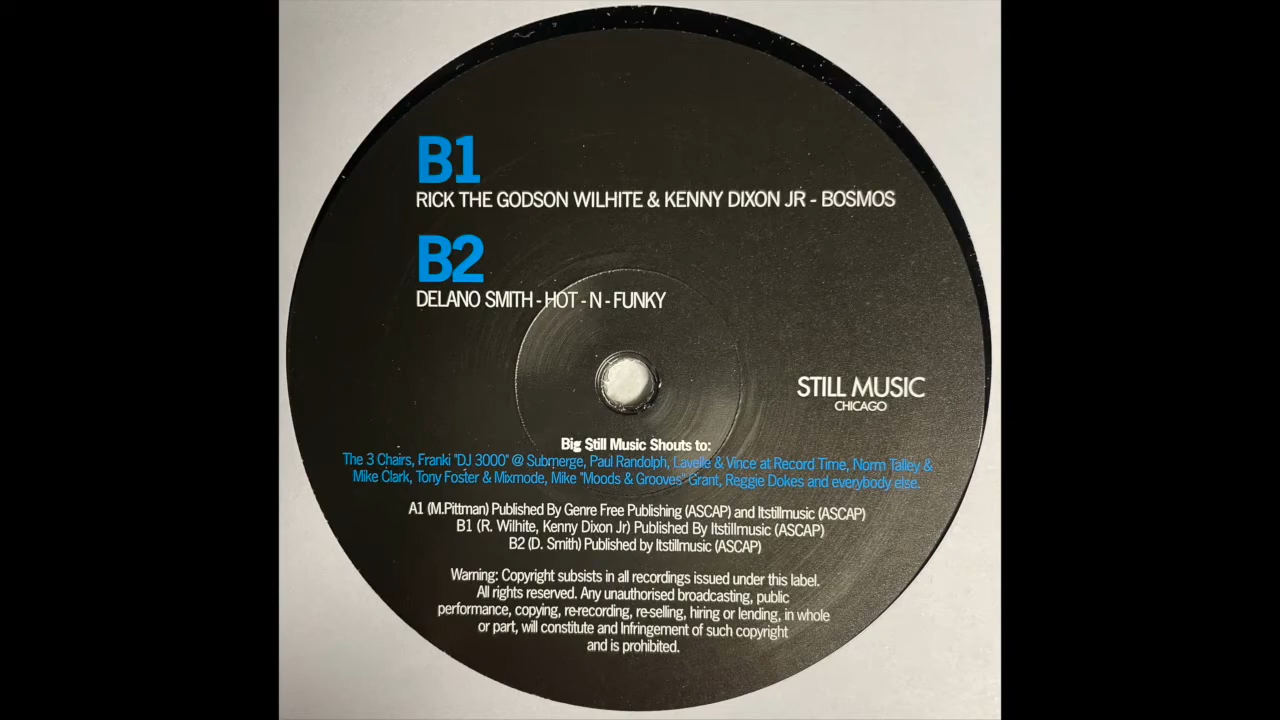 B1
RICK THE GODSON WILHITE & KENNY DIXON JR - BOSMOS
B2
DELANO SMITH - HOT - N - FUNKY
STILL MUSIC
CHICAGO
Big Still Music Shouts to:
The 3 Chairs, Franki "DJ 3000" @ Submerge, Paul Randolph, Lavelle & Vince at Record Time, Norm Talley &
Mike Clark, Tony Foster & Mixmode, Mike "Moods & Grooves" Grant, Reggie Dokes and everybody else.
A1 (M.Pittman) Published By Genre Free Publishing (ASCAP) and Itstillmusic (ASCAP)
B1 (R. Wilhite, Kenny Dixon Jr) Published By Itstillmusic (ASCAP)
B2 (D. Smith) Published by Itstillmusic (ASCAP)
Warning: Copyright subsists in all recordings issued under this label.
All rights reserved. Any unauthorised broadcasting, public
performance, copying, re-recording, re-selling, hiring or lending, in whole
or part, will constitute and Infringement of such copyright
and is prohibited.